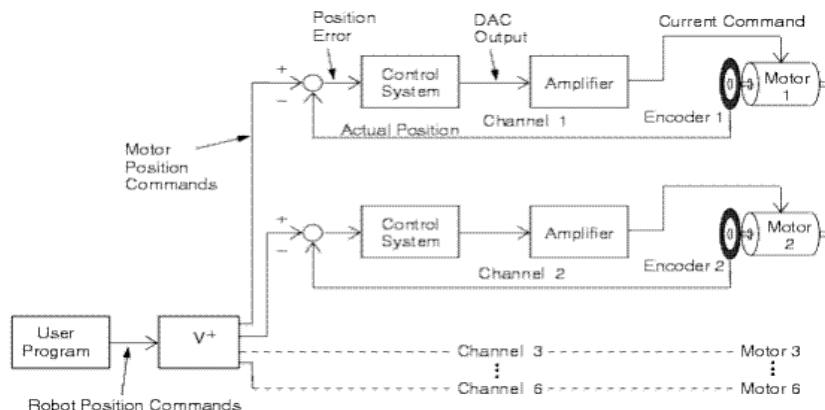 Position
Error
DAC
Output
Current Command
+
−
Control
System
Amplifier
Motor
1
Channel 1
Encoder 1
Actual Position
Motor
Position
Commands
+
−
Control
System
Amplifier
Motor
2
Channel 2
Encoder 2
User
Program
V+
Channel 3
Motor 3
Channel 6
Motor 6
Robot Position Commands